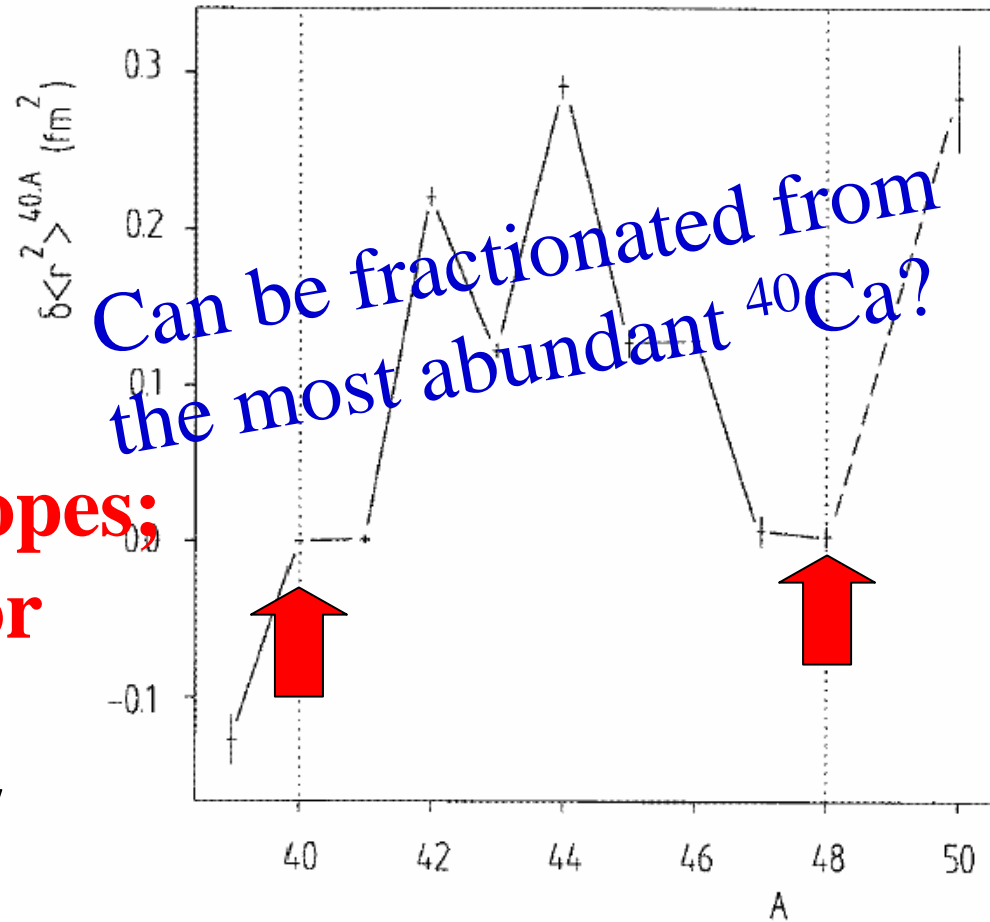 0.3
δ<r²>⁴⁰·ᴬ (fm²)
0.2
Can be fractionated from
the most abundant ⁴⁰Ca?
0.1
opes;
0.0
or
-0.1
40 42 44 46 48 50
A